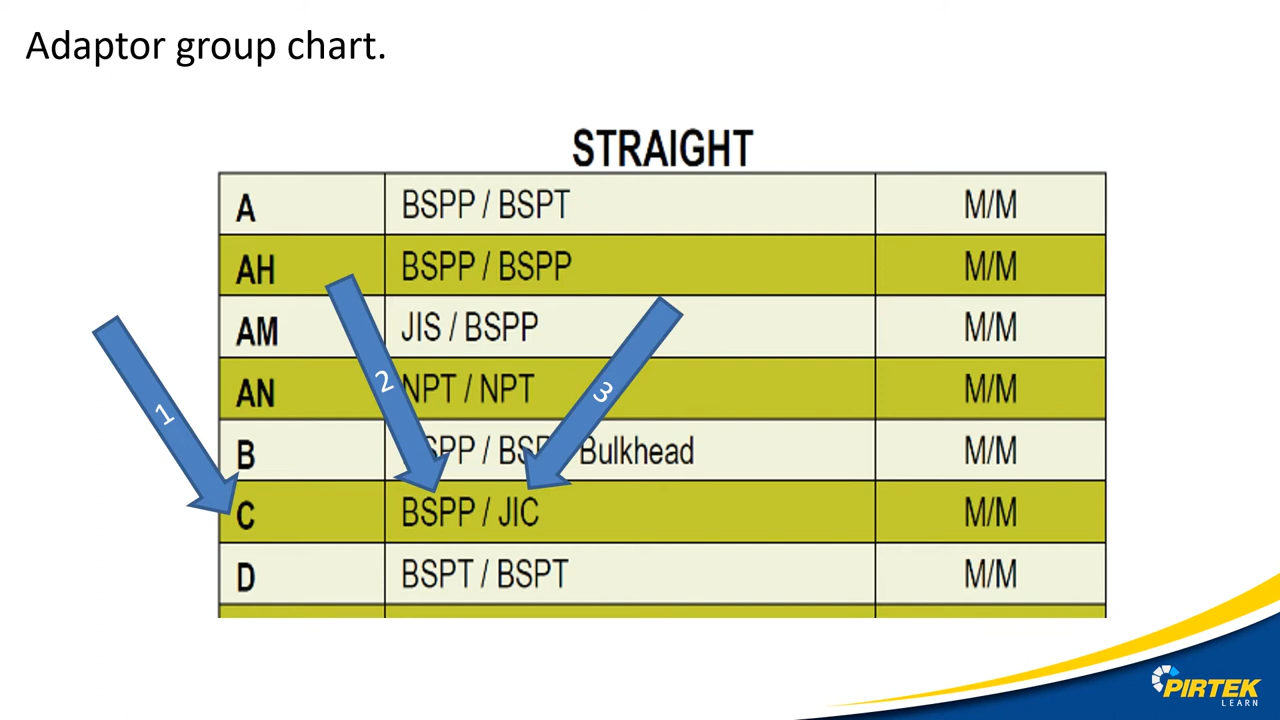 Adaptor group chart.
STRAIGHT
A BSPP / BSPT M/M
AH BSPP / BSPP M/M
AM JIS / BSPP M/M
AN NPT / NPT M/M
B / Bulkhead M/M
C BSPP / JIC M/M
D BSPT / BSPT M/M
1
2
3
PIRTEK
LEARN